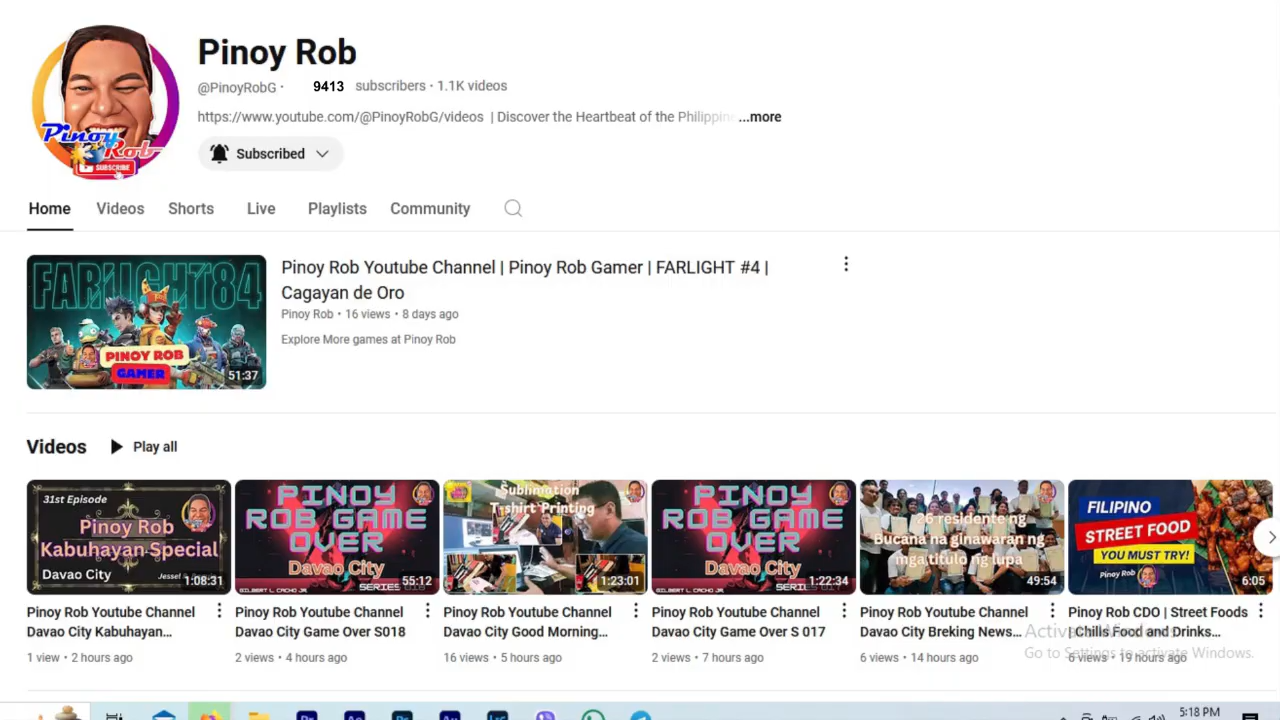 Pinoy Rob
@PinoyRobG · 9413 subscribers · 1.1K videos
https://www.youtube.com/@PinoyRobG/videos | Discover the Heartbeat of the Philippin ...more
Subscribed
Pinoy
Rob
SUBSCRIBE
Home Videos Shorts Live Playlists Community
FARLIGHT84
PINOY ROB
GAMER
51:37
Pinoy Rob Youtube Channel | Pinoy Rob Gamer | FARLIGHT #4 |
Cagayan de Oro
Pinoy Rob · 16 views · 8 days ago
Explore More games at Pinoy Rob
Videos Play all
31st Episode
Pinoy Rob
Kabuhayan Special
Davao City
1:08:31
Pinoy Rob Youtube Channel
Davao City Kabuhayan...
1 view · 2 hours ago
PINOY
ROB GAME
OVER
Davao City
55:12
GILBERT L. CACHO JR
Pinoy Rob Youtube Channel
Davao City Game Over S018
2 views · 4 hours ago
Sublimation
T-shirt Printing
1:23:01
Pinoy Rob Youtube Channel
Davao City Good Morning...
16 views · 5 hours ago
PINOY
ROB GAME
OVER
Davao City
1:22:34
GILBERT L. CACHO JR
Pinoy Rob Youtube Channel
Davao City Game Over S 017
2 views · 7 hours ago
26 residente ng
Bucana na ginawaran ng
mga titulo ng lupa
49:54
Pinoy Rob Youtube Channel
Davao City Breking News...
6 views · 14 hours ago
FILIPINO
STREET FOOD
YOU MUST TRY!
Pinoy Rob
6:05
Pinoy Rob CDO | Street Foods
| Chills Food and Drinks...
6 views · 19 hours ago
Activate Windows
Go to Settings to activate Windows.
5:18 PM